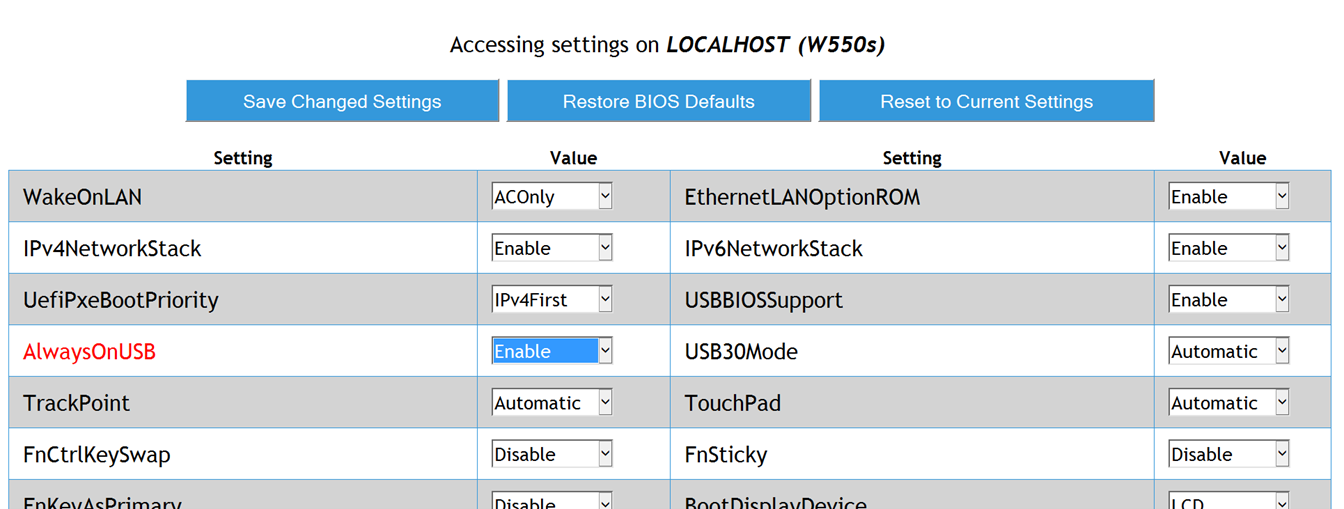 Accessing settings on LOCALHOST (W550s)
Save Changed Settings Restore BIOS Defaults Reset to Current Settings
Setting Value Setting Value
WakeOnLAN ACOnly EthernetLANOptionROM Enable
IPv4NetworkStack Enable IPv6NetworkStack Enable
UefiPxeBootPriority IPv4First USBBIOSSupport Enable
AlwaysOnUSB Enable USB30Mode Automatic
TrackPoint Automatic TouchPad Automatic
FnCtrlKeySwap Disable FnSticky Disable
FnKeyAsPrimary Disable BootDisplayDevice LCD